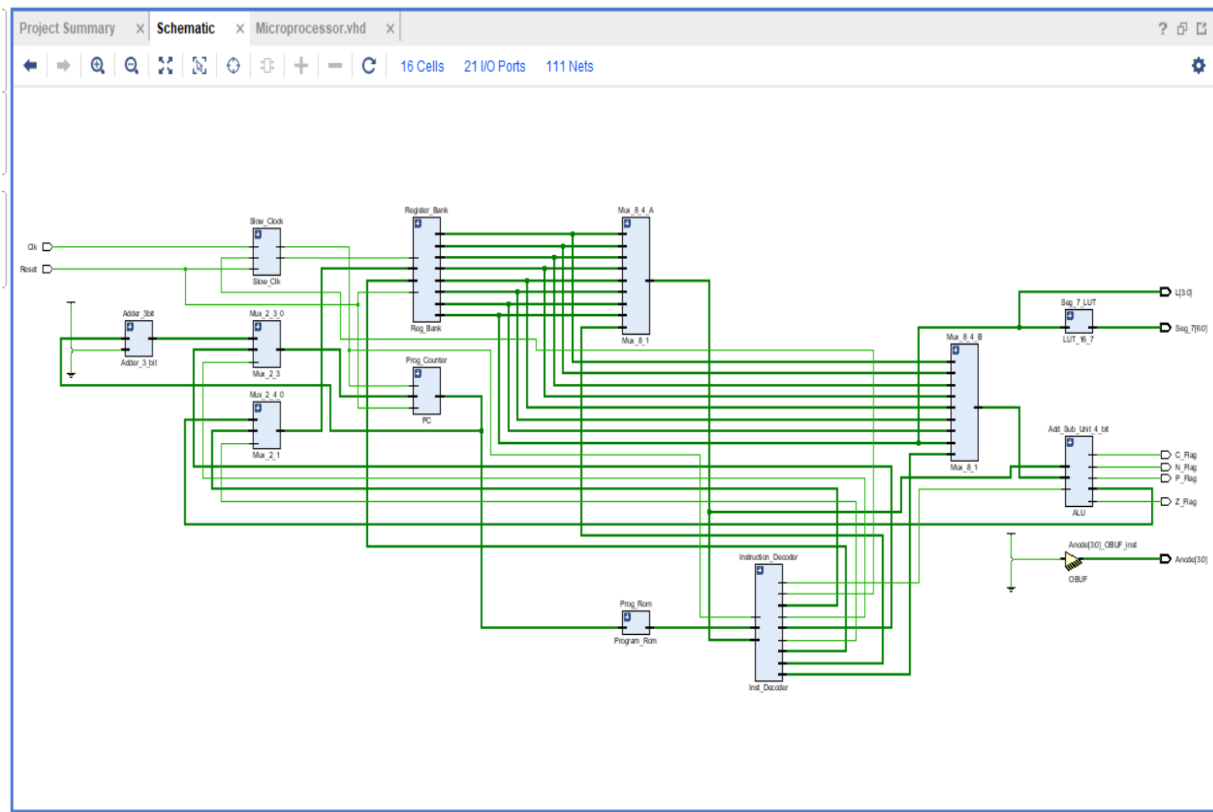 Project Summary
Schematic
Microprocessor.vhd
16 Cells
21 I/O Ports
111 Nets
Clk
Reset
Slow_Clock
Slow_Clk
Register_Bank
Reg_Bank
Mux_8_4_A
Mux_8_1
Adder_3bit
Adder_3_bit
Mux_2_3_0
Mux_2_3
Prog_Counter
PC
Mux_2_4_0
Mux_2_1
Mux_8_4_B
Mux_8_1
Seg_7_LUT
LUT_16_7
L[3:0]
Seg_7[6:0]
Add_Sub_Unit_4_bit
ALU
C_Flag
N_Flag
P_Flag
Z_Flag
Anode[3:0]_OBUF_inst
OBUF
Anode[3:0]
Instruction_Decoder
Inst_Decoder
Prog_Rom
Program_Rom